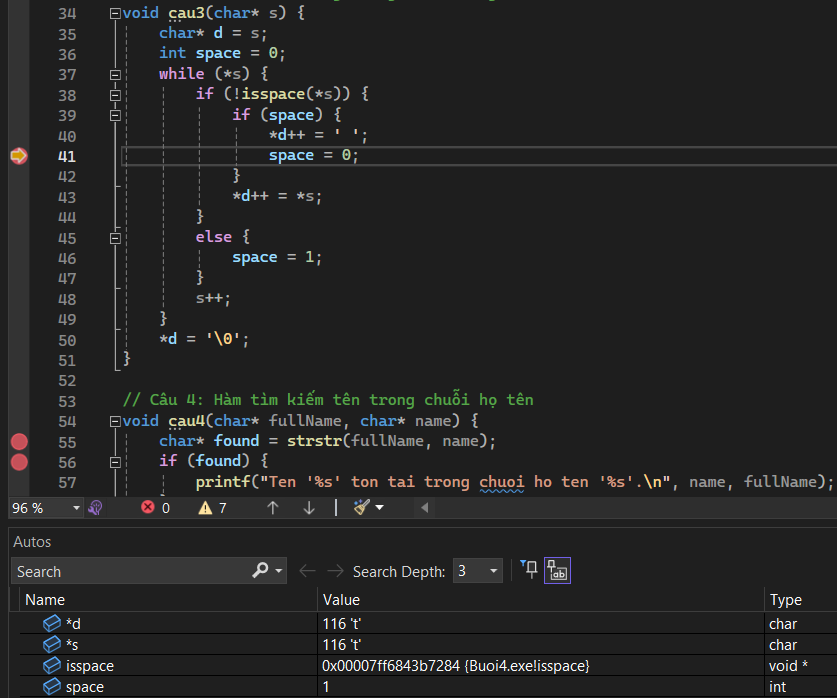 34 void cau3(char* s) {
35 char* d = s;
36 int space = 0;
37 while (*s) {
38 if (!isspace(*s)) {
39 if (space) {
40 *d++ = ' ';
41 space = 0;
42 }
43 *d++ = *s;
44 }
45 else {
46 space = 1;
47 }
48 s++;
49 }
50 *d = '\0';
51 }
52
53 // Câu 4: Hàm tìm kiếm tên trong chuỗi họ tên
54 void cau4(char* fullName, char* name) {
55 char* found = strstr(fullName, name);
56 if (found) {
57 printf("Ten '%s' ton tai trong chuoi ho ten '%s'.\n", name, fullName);
96 % 0 7
Autos
Search Search Depth: 3
Name Value Type
*d 116 't' char
*s 116 't' char
isspace 0x00007ff6843b7284 {Buoi4.exe!isspace} void *
space 1 int